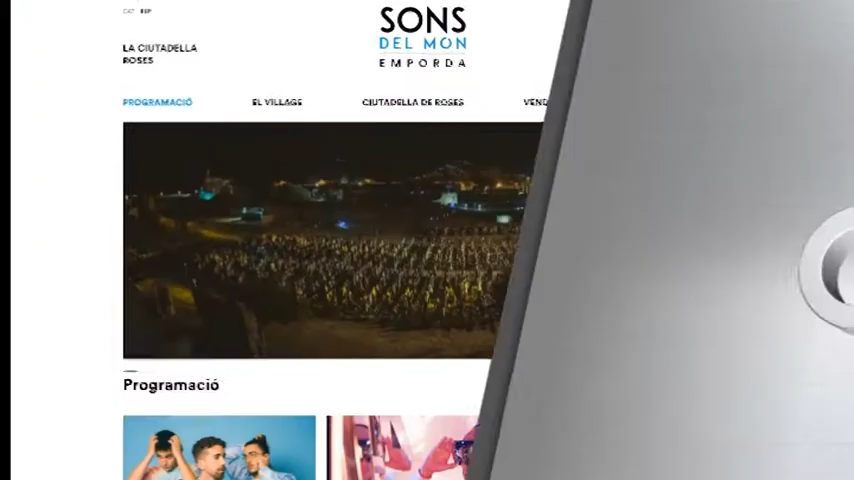 CAT ESP
SONS
DEL MON
EMPORDA
LA CIUTADELLA
ROSES
PROGRAMACIÓ
EL VILLAGE
CIUTADELLA DE ROSES
VEND
Programació